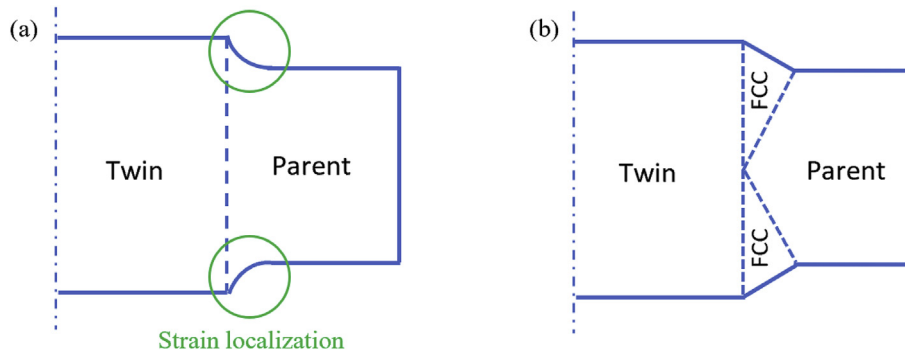 (a)
Twin
Parent
Strain localization
(b)
Twin
FCC
FCC
Parent